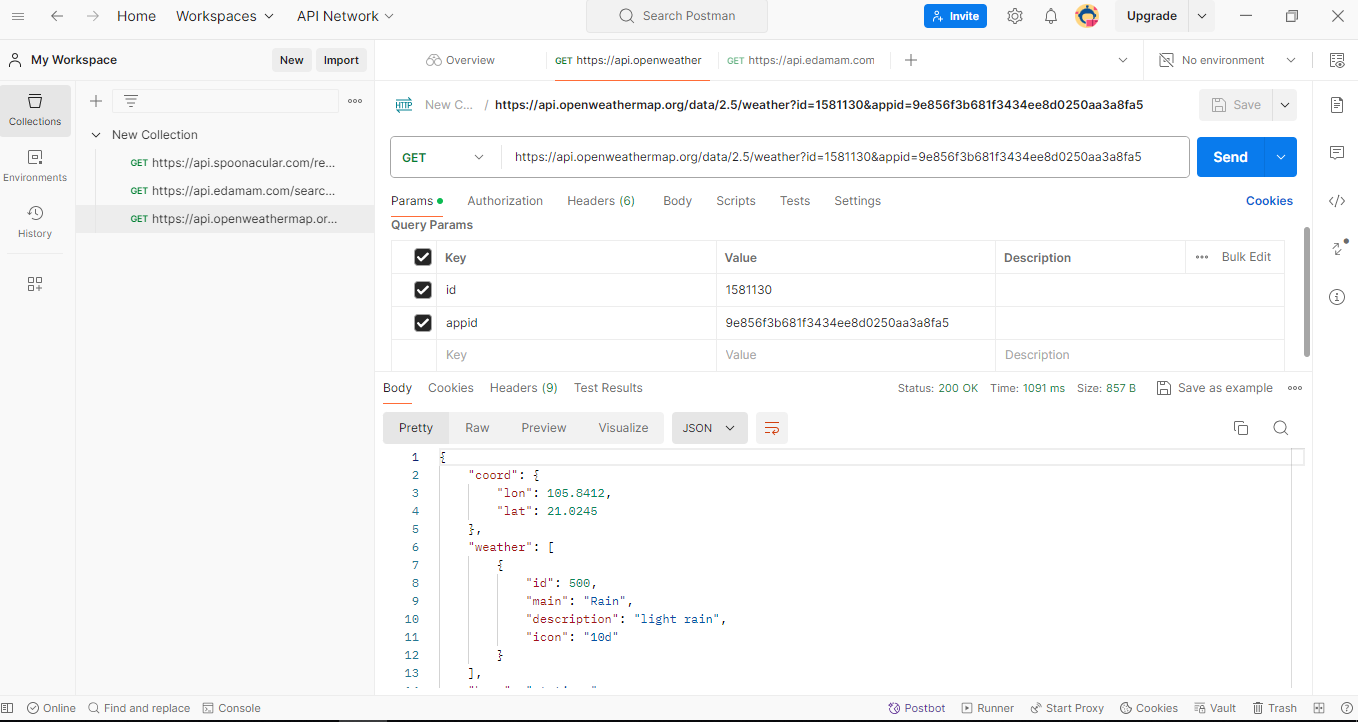 Home Workspaces API Network Search Postman Invite Upgrade
My Workspace New Import Overview GET https://api.openweather GET https://api.edamam.com No environment
Collections
Environments
History
New Collection
GET https://api.spoonacular.com/re...
GET https://api.edamam.com/searc...
GET https://api.openweathermap.or...
HTTP New C... / https://api.openweathermap.org/data/2.5/weather?id=1581130&appid=9e856f3b681f3434ee8d0250aa3a8fa5 Save
GET https://api.openweathermap.org/data/2.5/weather?id=1581130&appid=9e856f3b681f3434ee8d0250aa3a8fa5 Send
Params Authorization Headers (6) Body Scripts Tests Settings Cookies
Query Params
Key Value Description Bulk Edit
id 1581130
appid 9e856f3b681f3434ee8d0250aa3a8fa5
Key Value Description
Body Cookies Headers (9) Test Results Status: 200 OK Time: 1091 ms Size: 857 B Save as example
Pretty Raw Preview Visualize JSON
1 {
2 "coord": {
3 "lon": 105.8412,
4 "lat": 21.0245
5 },
6 "weather": [
7 {
8 "id": 500,
9 "main": "Rain",
10 "description": "light rain",
11 "icon": "10d"
12 }
13 ],
Online Find and replace Console Postbot Runner Start Proxy Cookies Vault Trash